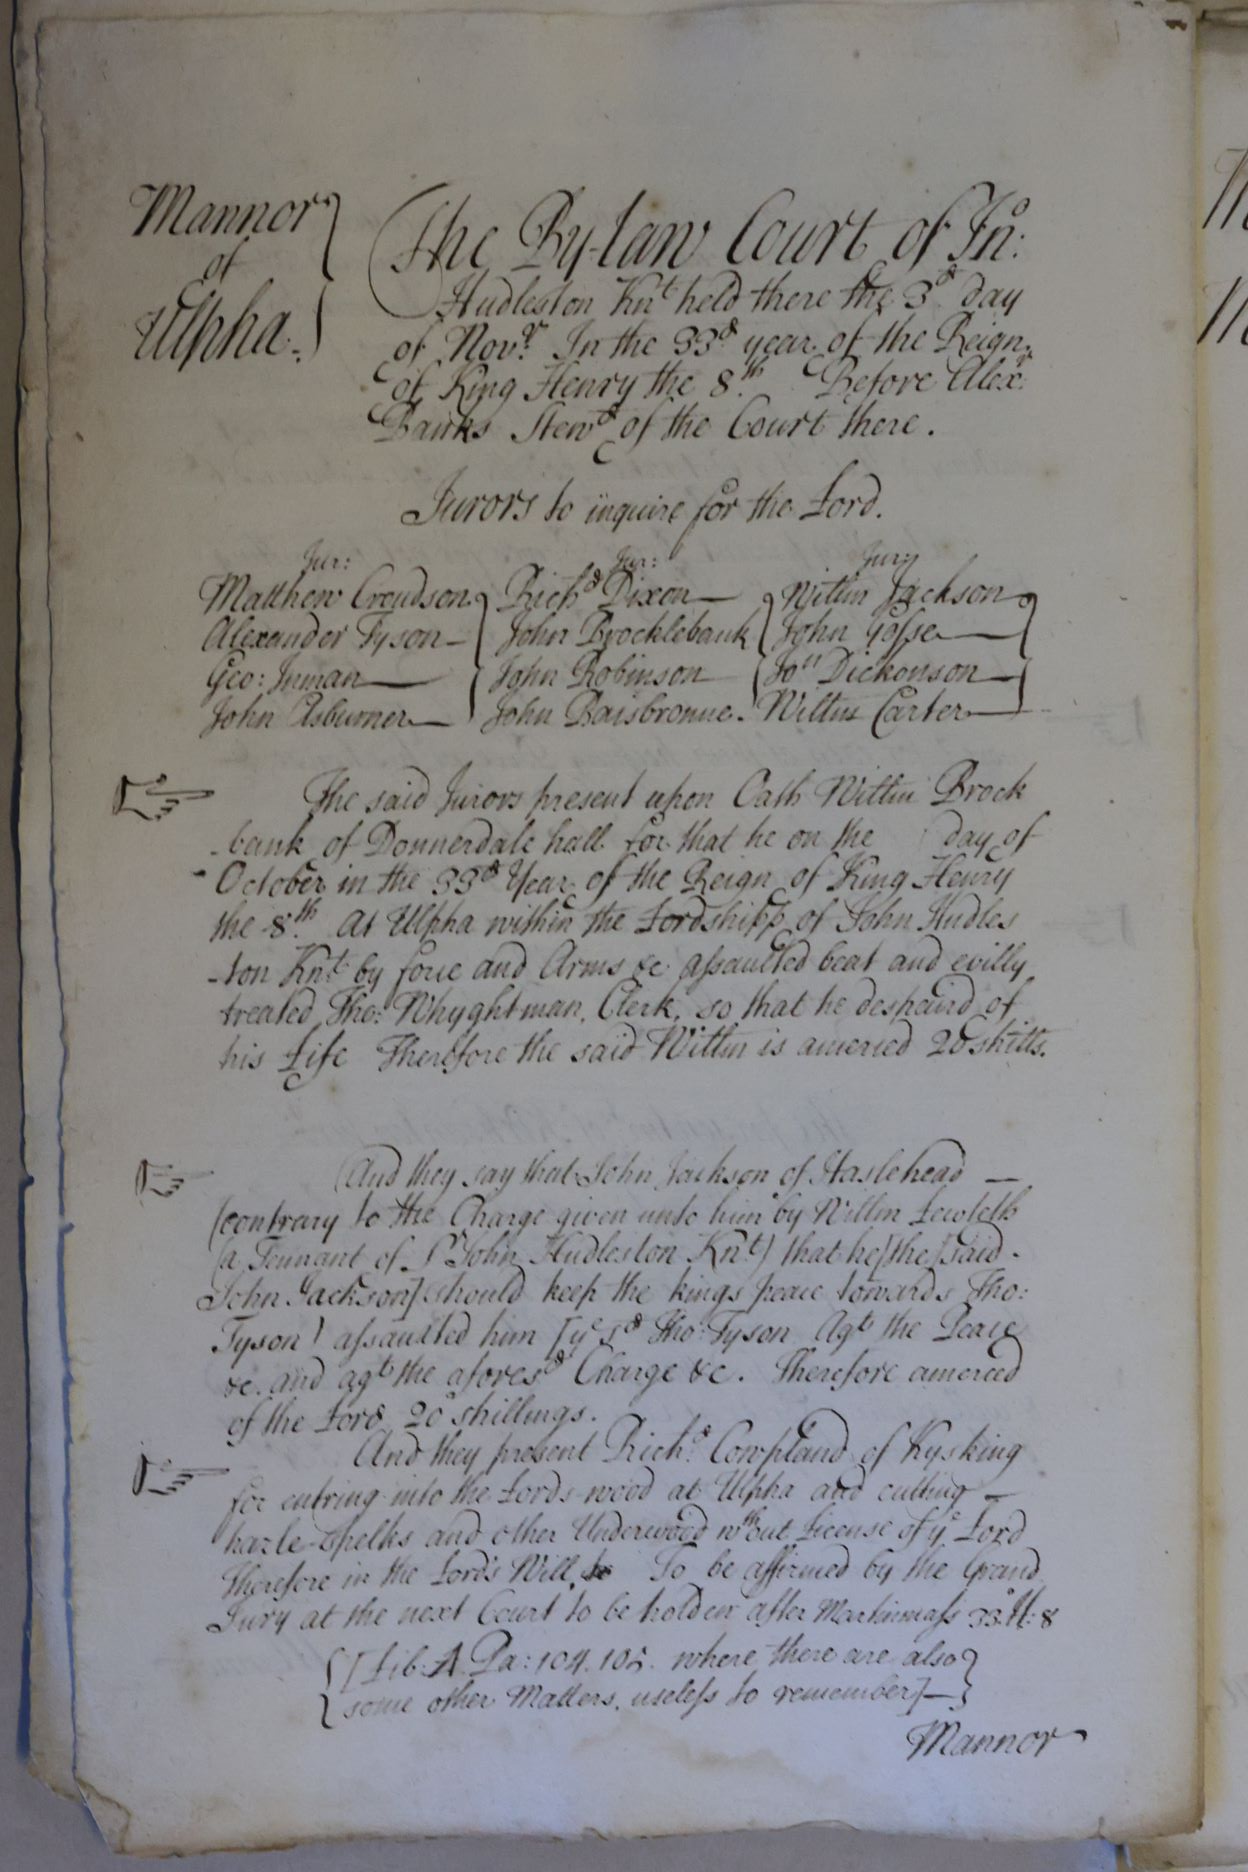 Mannor
of
Ulpha.
The By-law Court of Jno:
Hudleston Knt held there the 3d day
of Novr. In the 33d year of the Reign
of King Henry the 8th. Before Alexr:
Banks Stewd of the Court there.
Jurors to inquire for the Lord.
Jur: Jur: Jur:
Matthew Croudson Richd Dixon Willm Jackson
Alexander Tyson John Brocklebank John Gosse
Geo: Inman John Robinson Jon Dickonson
John Asburner John Willm Carter
The said Jurors present upon Oath Willm Brock
-bank of Donnerdale hall for that he on the day of
October in the 33d Year of the Reign of King Henry
the 8th. At Ulpha within the Lordshipp of John Hudles
-ton Knt by force and Arms &c assaulted beat and evilly
treated Tho: Whyghtman, Clerk, so that he despaird of
his Life Therefore the said Willm is amerced 20 shills.
And they say that John Jackson of Haslehead
(contrary to the Charge given unto him by Willm
(a Tennant of Sr John Hudleston Knt) that he [the said
John Jackson] should keep the kings peace towards Tho:
Tyson) assaulted him [ye sd Tho: Tyson Agt the Peace
&c. and agt the aforesd Charge &c. Therefore amerced
of the Lord 20 shillings.
And they present Richd. Cowpland of Kysking
for entring into the Lords wood at Ulpha and cutting
hazle-spelks and other Underwood wthout License of ye Lord
Therefore in the Lord's Will, To be affirmed by the Grand
Jury at the next Court to be holden after Martinmass 33. H: 8
[Lib: A. Pa: 104. 105. where there are also
some other Matters, useless to remember]
Mannor